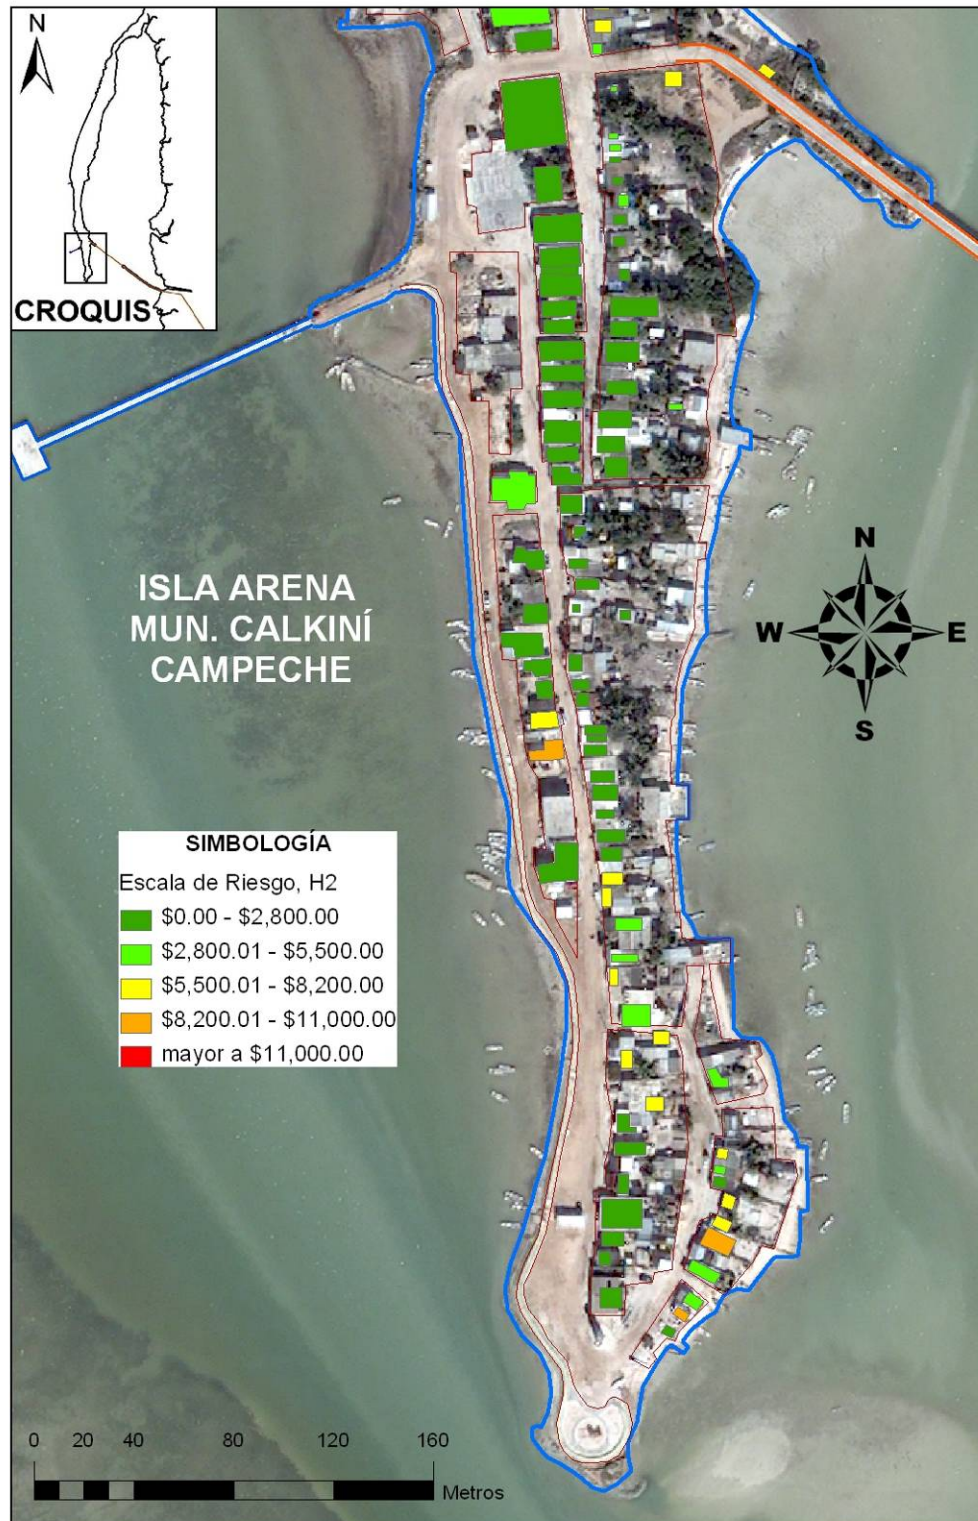 N
CROQUIS
ISLA ARENA
MUN. CALKINÍ
CAMPECHE
N
W
E
S
SIMBOLOGÍA
Escala de Riesgo, H2
$0.00 - $2,800.00
$2,800.01 - $5,500.00
$5,500.01 - $8,200.00
$8,200.01 - $11,000.00
mayor a $11,000.00
0 20 40 80 120 160
Metros